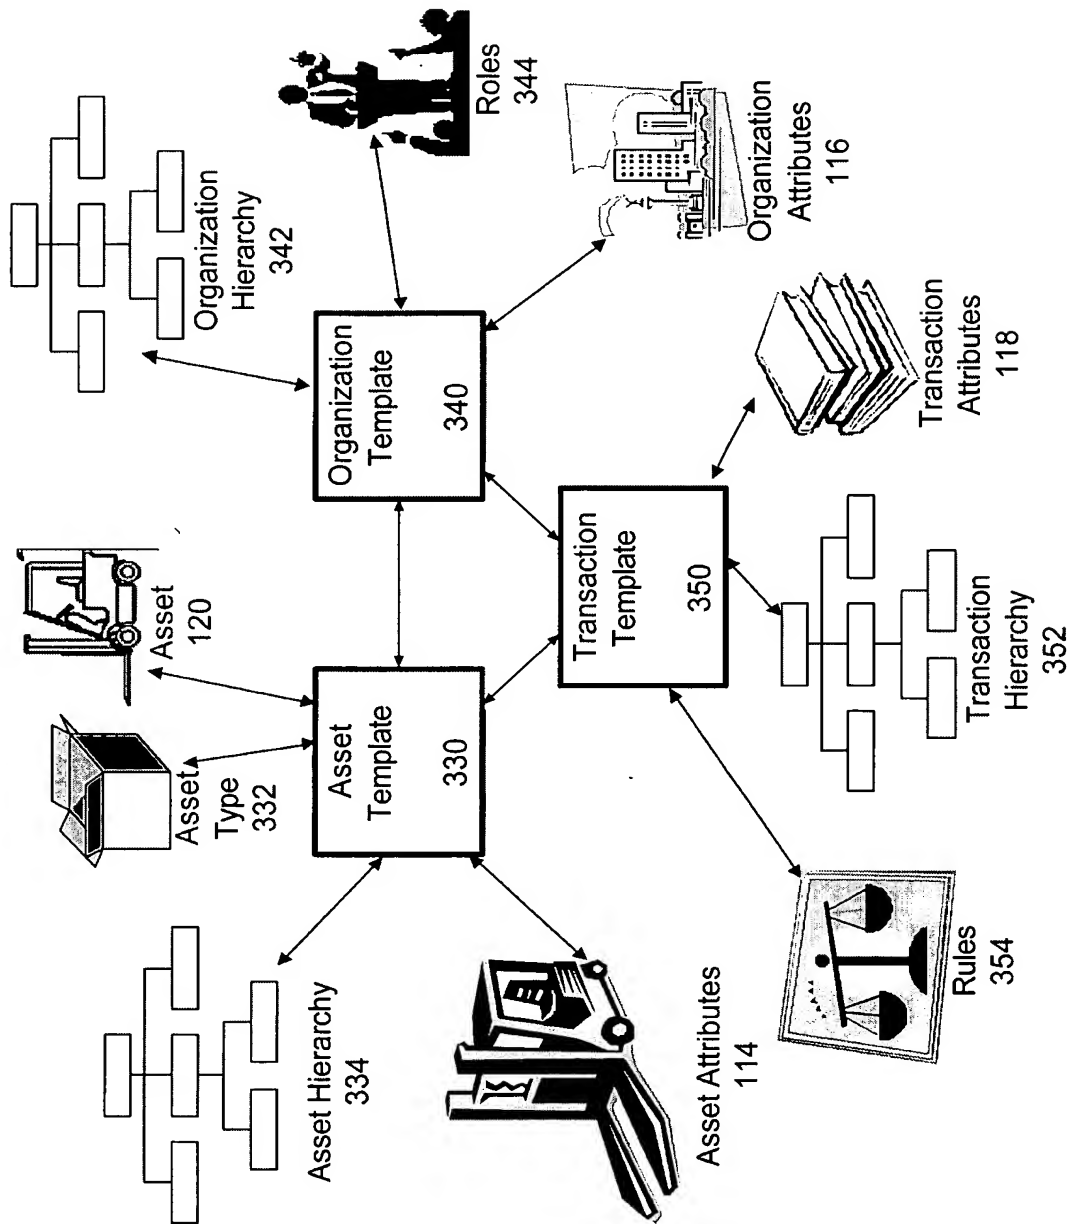 Asset Hierarchy
334
Asset
Type
332
Asset
120
Organization
Hierarchy
342
Roles
344
Asset
Template
330
Organization
Template
340
Asset Attributes
114
Transaction
Template
350
Organization
Attributes
116
Rules
354
Transaction
Hierarchy
352
Transaction
Attributes
118